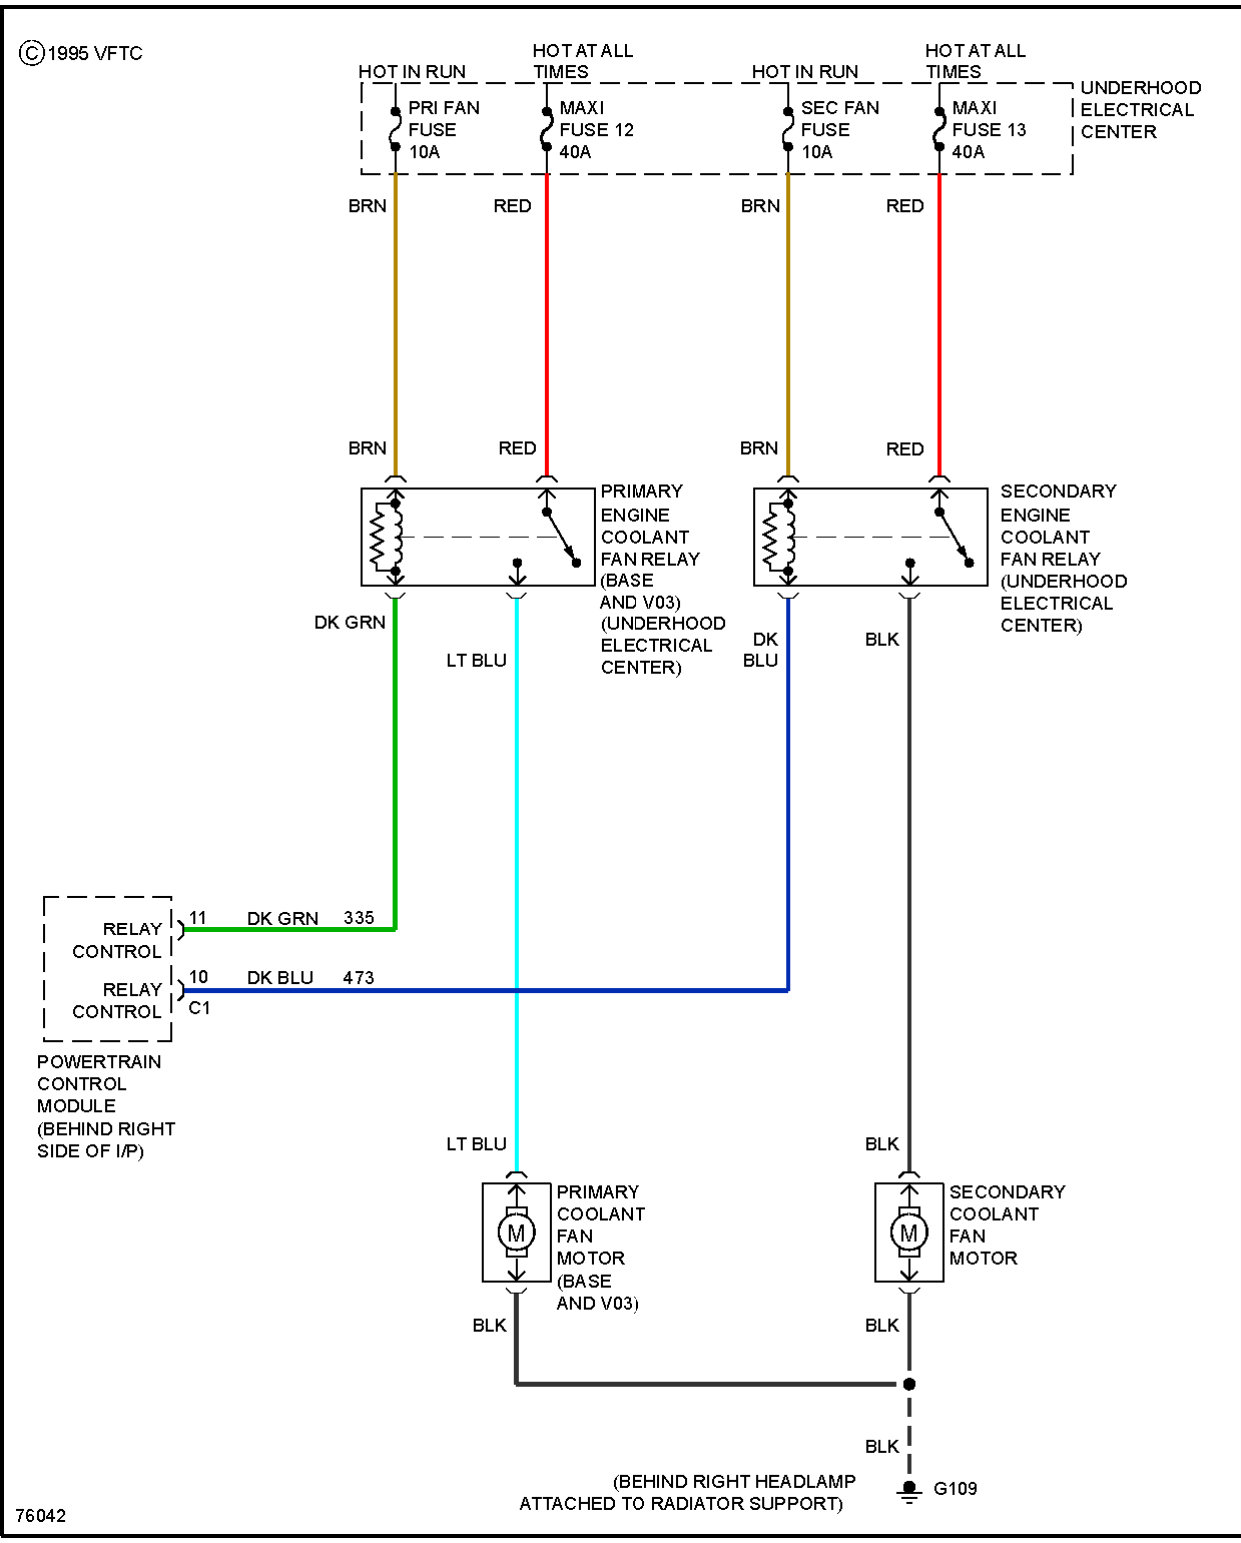 ©1995 VFTC
HOT IN RUN
HOT AT ALL
TIMES
HOT IN RUN
HOT AT ALL
TIMES
PRI FAN
FUSE
10A
MAXI
FUSE 12
40A
SEC FAN
FUSE
10A
MAXI
FUSE 13
40A
UNDERHOOD
ELECTRICAL
CENTER
BRN
RED
BRN
RED
BRN
RED
BRN
RED
PRIMARY
ENGINE
COOLANT
FAN RELAY
(BASE
AND V03)
(UNDERHOOD
ELECTRICAL
CENTER)
SECONDARY
ENGINE
COOLANT
FAN RELAY
(UNDERHOOD
ELECTRICAL
CENTER)
DK GRN
LT BLU
DK
BLU
BLK
RELAY
CONTROL
11 DK GRN 335
RELAY
CONTROL
10 DK BLU 473
C1
POWERTRAIN
CONTROL
MODULE
(BEHIND RIGHT
SIDE OF I/P)
LT BLU
BLK
M
PRIMARY
COOLANT
FAN
MOTOR
(BASE
AND V03)
M
SECONDARY
COOLANT
FAN
MOTOR
BLK
BLK
BLK
(BEHIND RIGHT HEADLAMP
ATTACHED TO RADIATOR SUPPORT)
G109
76042